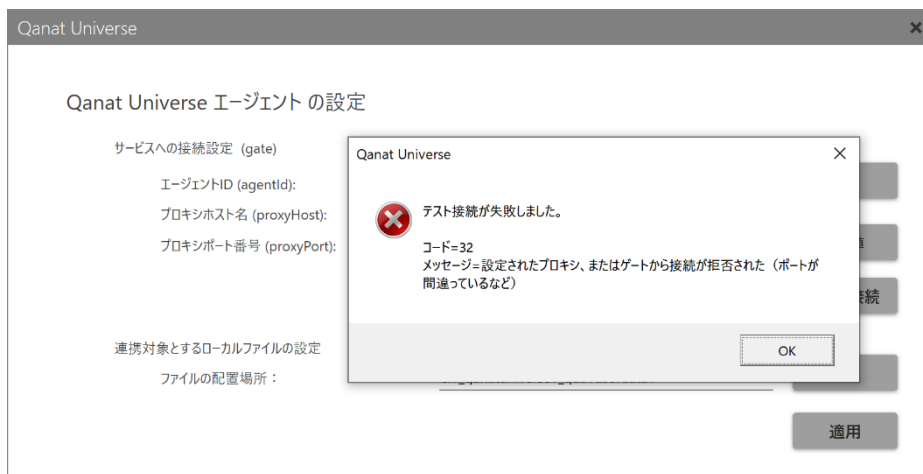 Qanat Universe
Qanat Universe エージェント の設定
サービスへの接続設定 (gate)
エージェントID (agentId):
プロキシホスト名 (proxyHost):
プロキシポート番号 (proxyPort):
Qanat Universe
テスト接続が失敗しました。
コード=32
メッセージ=設定されたプロキシ、またはゲートから接続が拒否された（ポートが
間違っているなど）
OK
接続
連携対象とするローカルファイルの設定
ファイルの配置場所：
適用